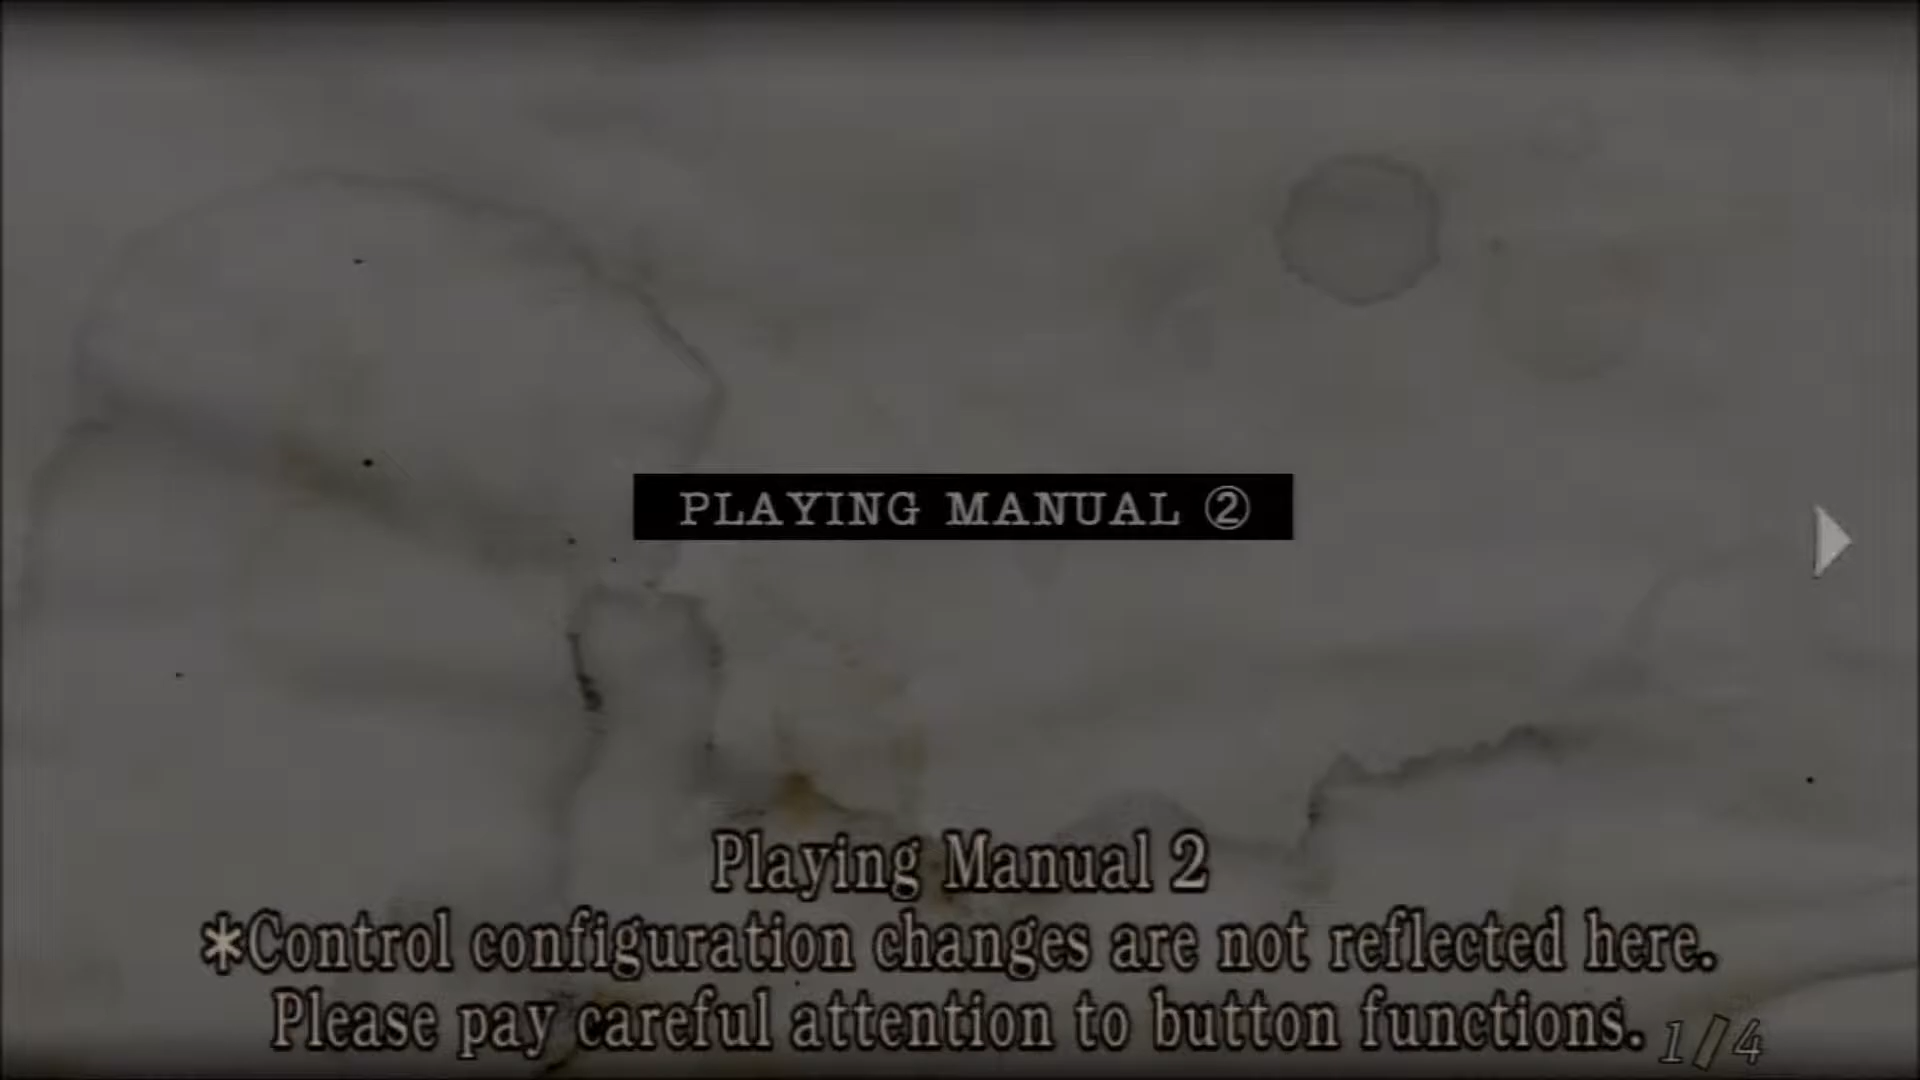 PLAYING MANUAL ②
Playing Manual 2
*Control configuration changes are not reflected here.
Please pay careful attention to button functions.
1/4